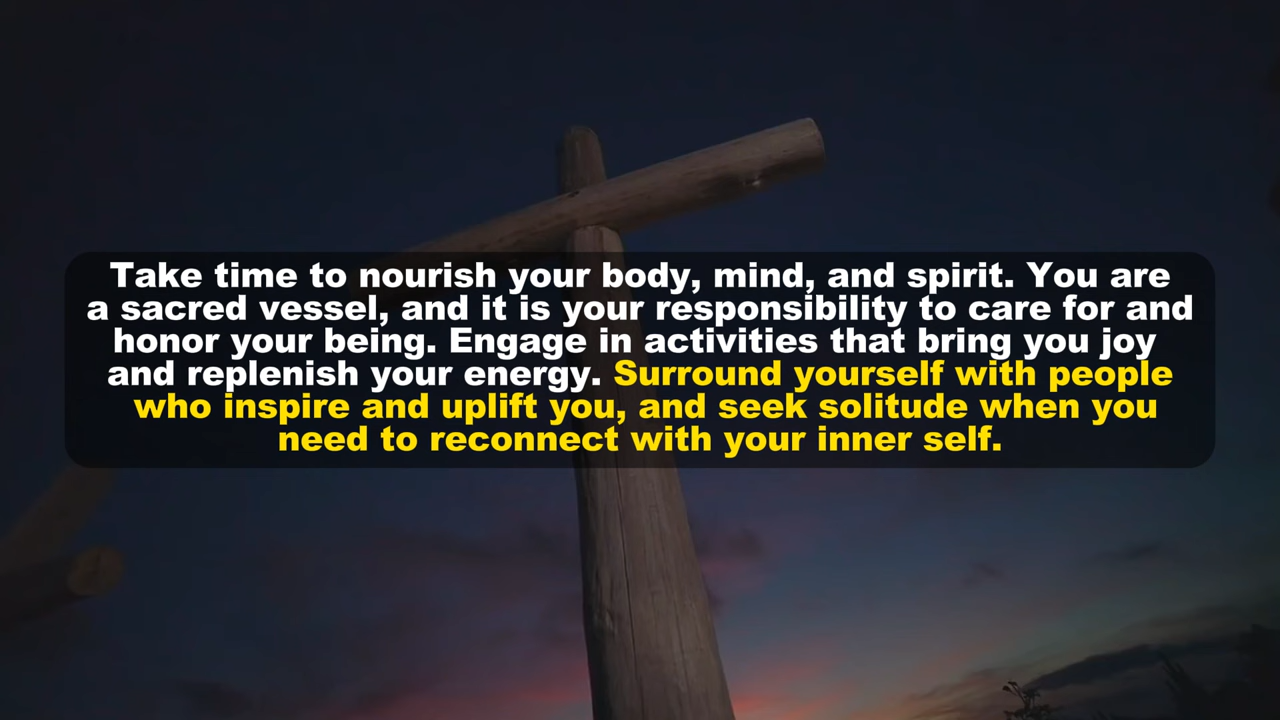 Take time to nourish your body, mind, and spirit. You are
a sacred vessel, and it is your responsibility to care for and
honor your being. Engage in activities that bring you joy
and replenish your energy. Surround yourself with people
who inspire and uplift you, and seek solitude when you
need to reconnect with your inner self.